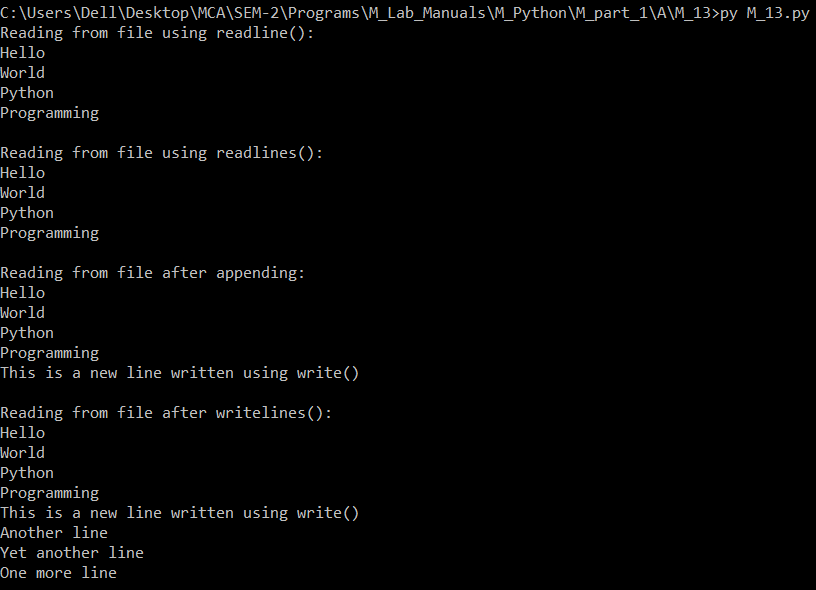 C:\Users\Dell\Desktop\MCA\SEM-2\Programs\M_Lab_Manuals\M_Python\M_part_1\A\M_13>py M_13.py
Reading from file using readline():
Hello
World
Python
Programming

Reading from file using readlines():
Hello
World
Python
Programming

Reading from file after appending:
Hello
World
Python
Programming
This is a new line written using write()

Reading from file after writelines():
Hello
World
Python
Programming
This is a new line written using write()
Another line
Yet another line
One more line